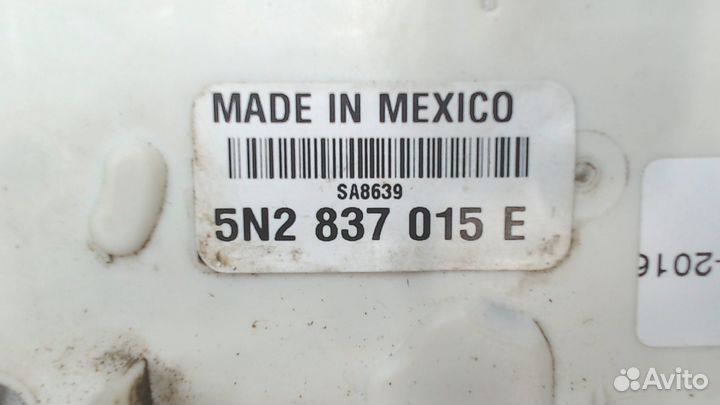 MADE IN MEXICO
SA8639
5N2 837 015 E
-2016
Avito